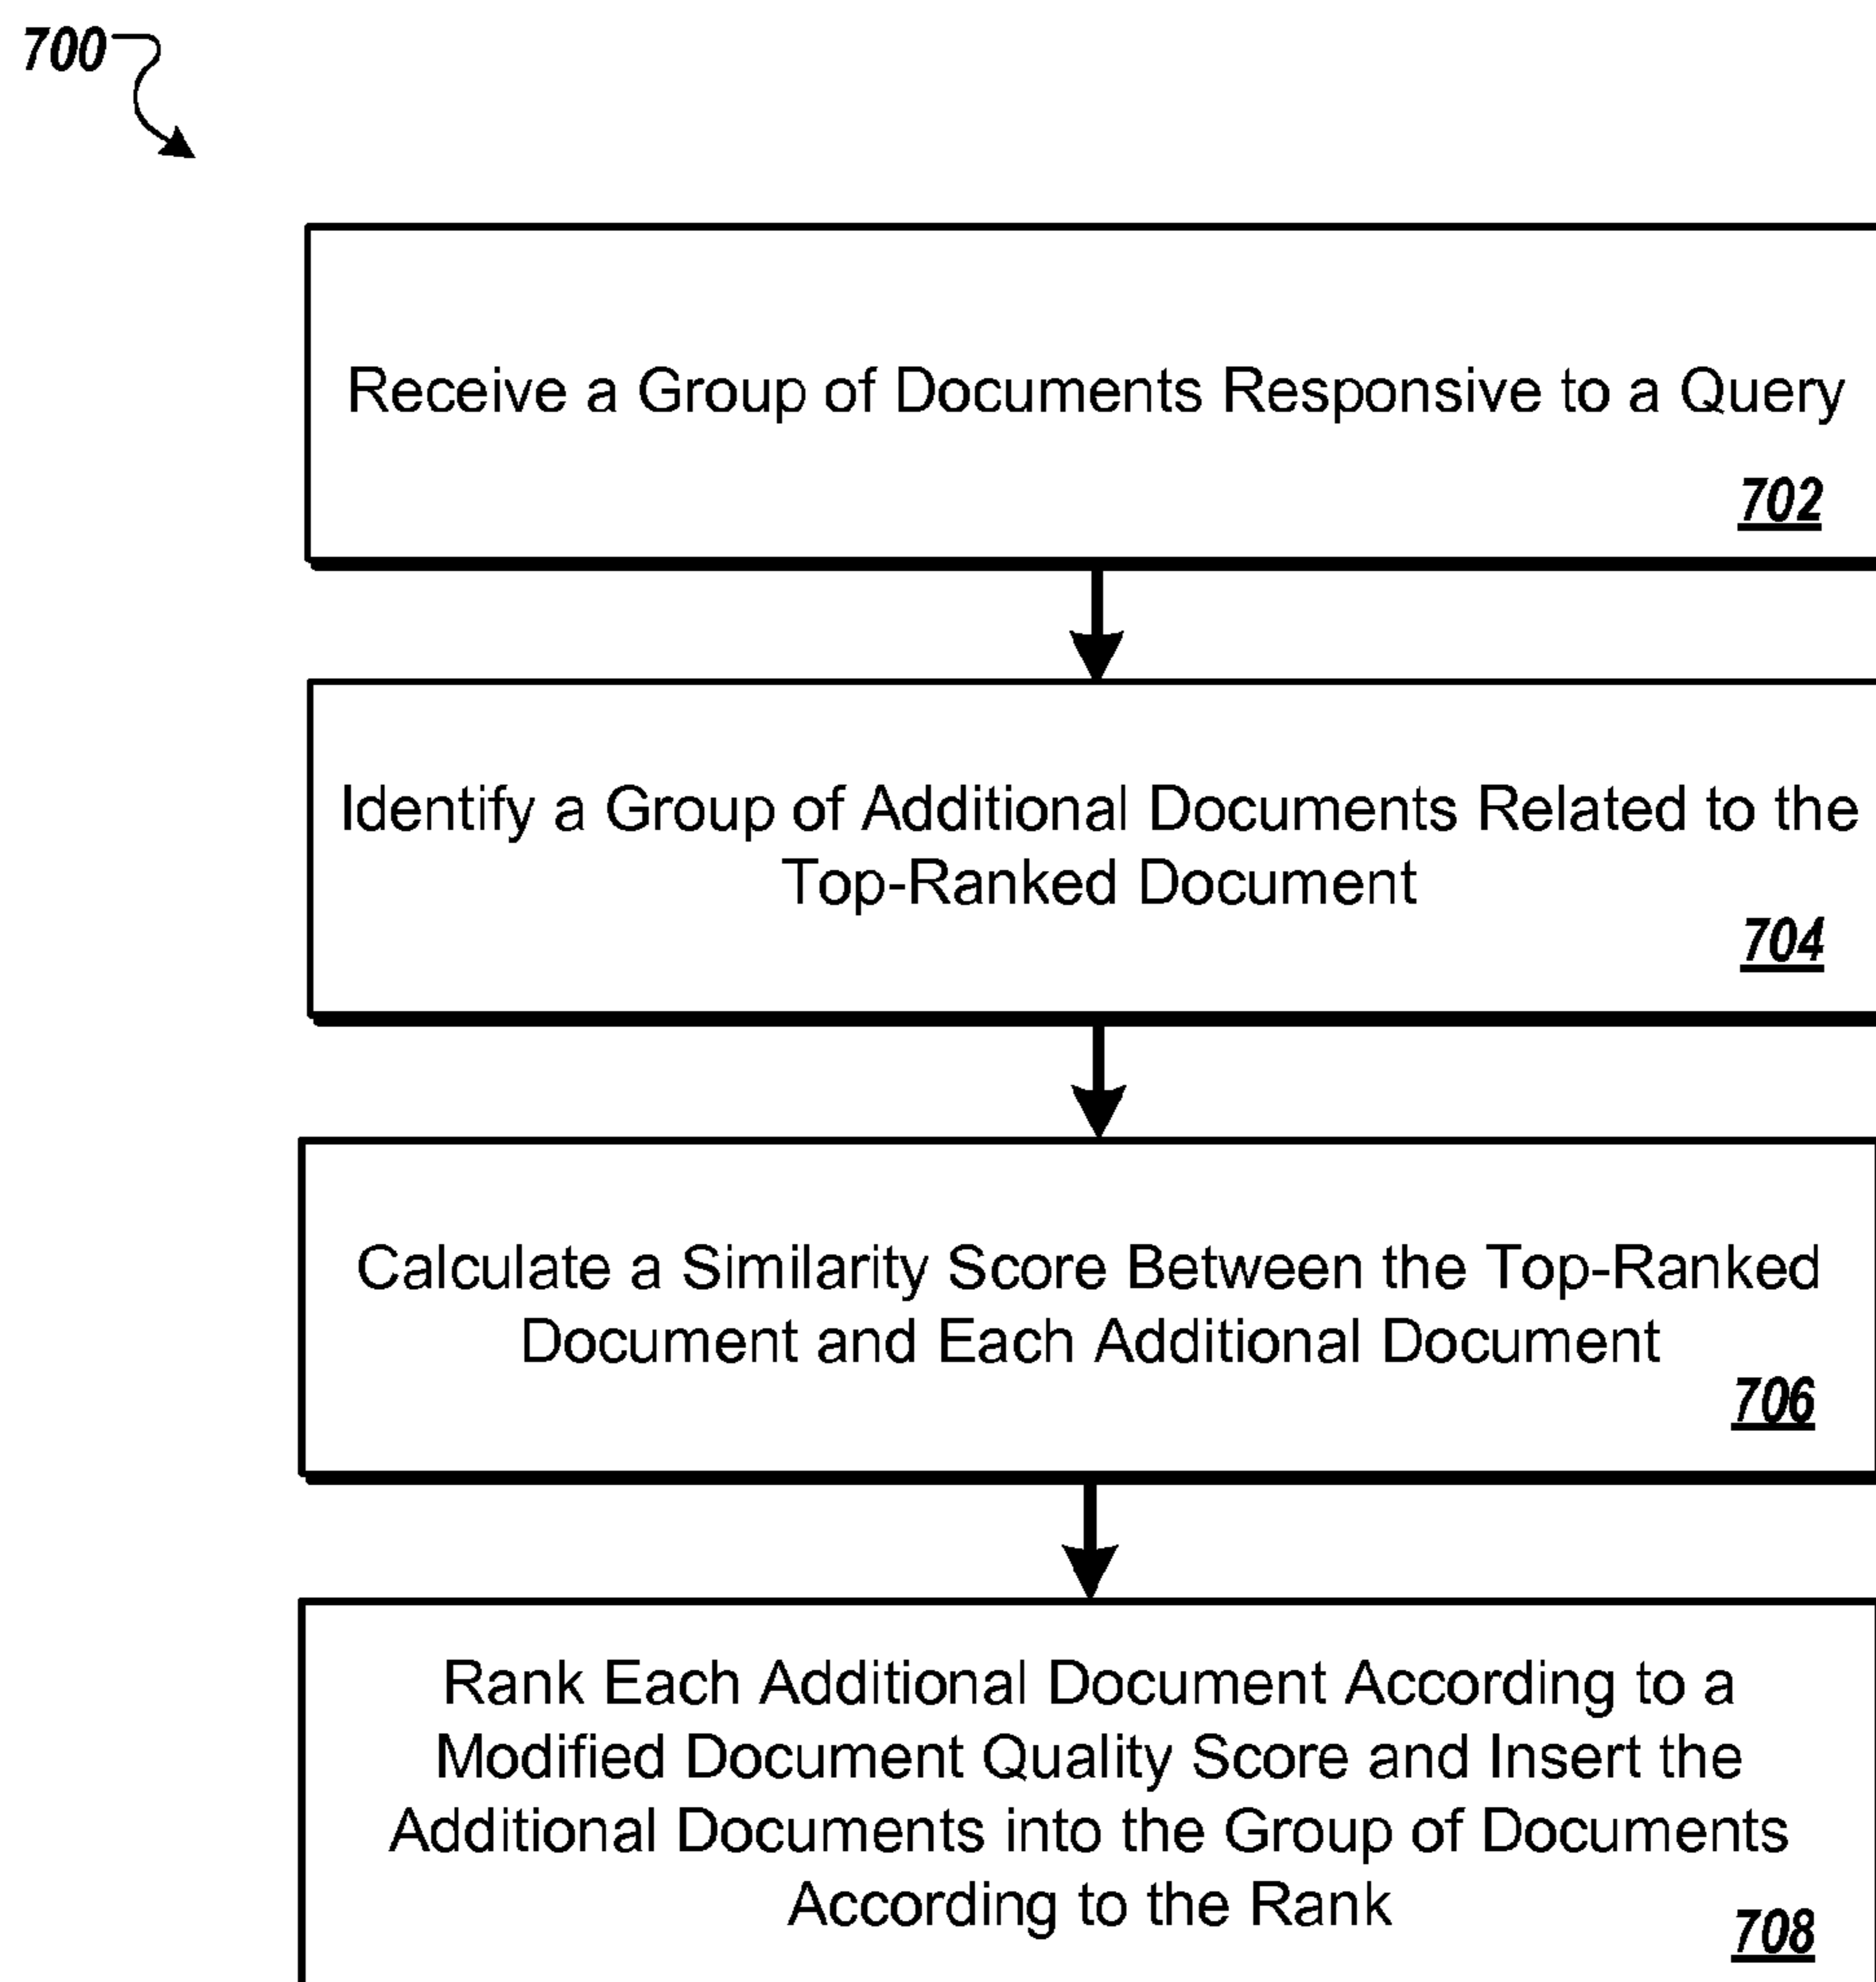 700
Receive a Group of Documents Responsive to a Query
702
Identify a Group of Additional Documents Related to the
Top-Ranked Document
704
Calculate a Similarity Score Between the Top-Ranked
Document and Each Additional Document
706
Rank Each Additional Document According to a
Modified Document Quality Score and Insert the
Additional Documents into the Group of Documents
According to the Rank
708